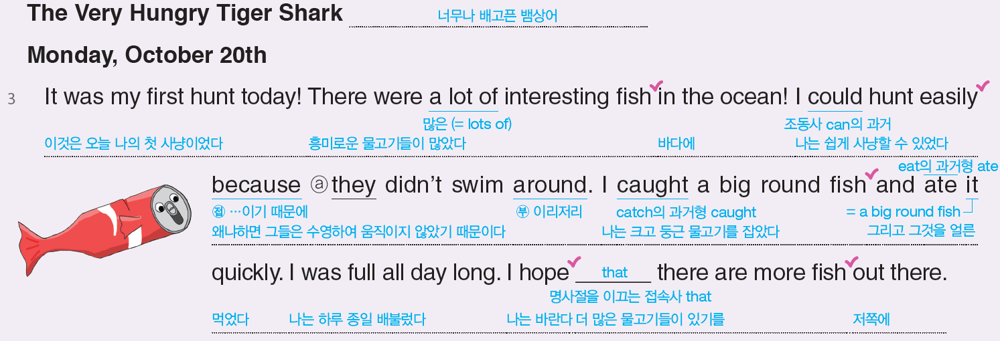 The Very Hungry Tiger Shark 너무나 배고픈 뱀상어
Monday, October 20th
3 It was my first hunt today! There were a lot of interesting fish in the ocean! I could hunt easily
많은 (= lots of) 조동사 can의 과거
이것은 오늘 나의 첫 사냥이었다 흥미로운 물고기들이 많았다 바다에 나는 쉽게 사냥할 수 있었다
eat의 과거형 ate
because ⓐthey didn't swim around. I caught a big round fish and ate it
㉠접 …이기 때문에 ㉠부 이리저리 catch의 과거형 caught = a big round fish
왜냐하면 그들은 수영하여 움직이지 않았기 때문이다 나는 크고 둥근 물고기를 잡았다 그리고 그것을 얼른
quickly. I was full all day long. I hope that there are more fish out there.
명사절을 이끄는 접속사 that
먹었다 나는 하루 종일 배불렀다 나는 바란다 더 많은 물고기들이 있기를 저쪽에